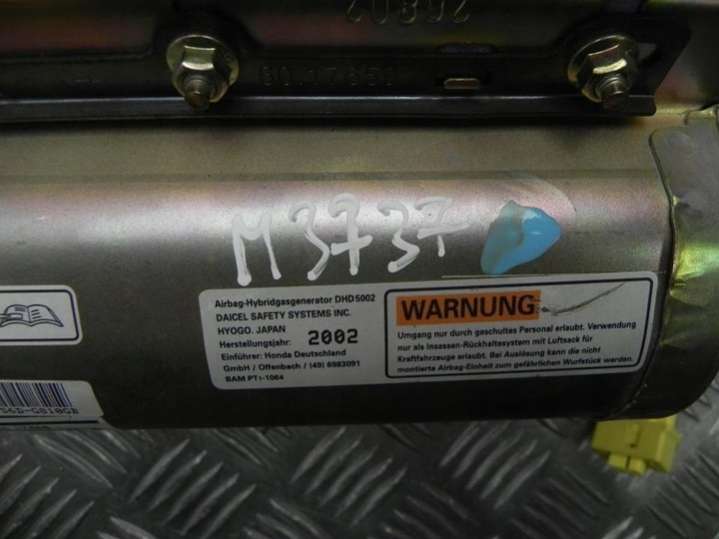 M3737
Airbag-Hybridgasgenerator DHD5002
DAICEL SAFETY SYSTEMS INC.
HYOGO. JAPAN
Herstellungsjahr: 2002
Einführer: Honda Deutschland
GmbH / Offenbach / (49) 6983091
BAM PT1-1064
WARNUNG
Umgang nur durch geschultes Personal erlaubt. Verwendung
nur als Insassen-Rückhaltesystem mit Luftsack für
Kraftfahrzeuge erlaubt. Bei Auslösung kann die nicht
montierte Airbag-Einheit zum gefährlichen Wurfstück werden.
S6D-G810GB